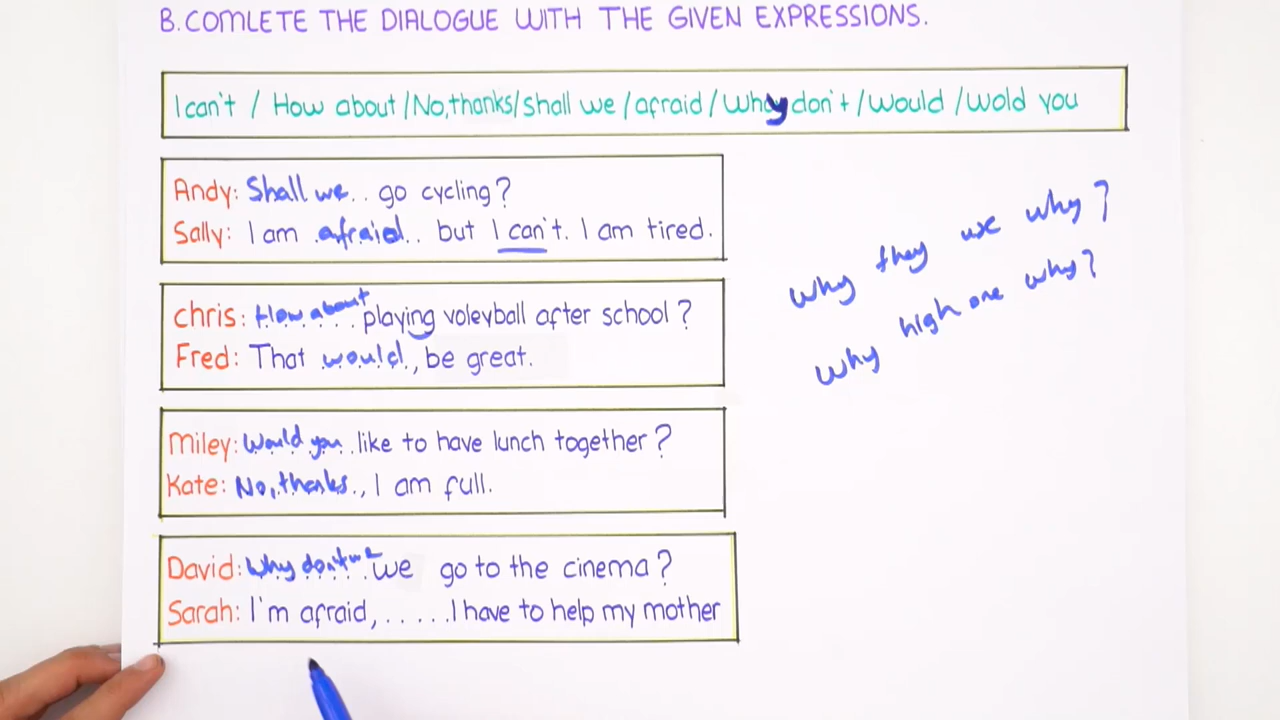 B. COMLETE THE DIALOGUE WITH THE GIVEN EXPRESSIONS.
I can't / How about / No, thanks / Shall we / afraid / Why don't / Would / Wold you
Andy: Shall we.. go cycling?
Sally: I am .afraid.. but I can't. I am tired.
chris: How about playing voleyball after school?
Fred: That would., be great.
Miley: Would you..like to have lunch together?
Kate: No, thanks.., I am full.
David: Why don't we we go to the cinema?
Sarah: I'm afraid, .....I have to help my mother
Why they use why?
Why high one why?